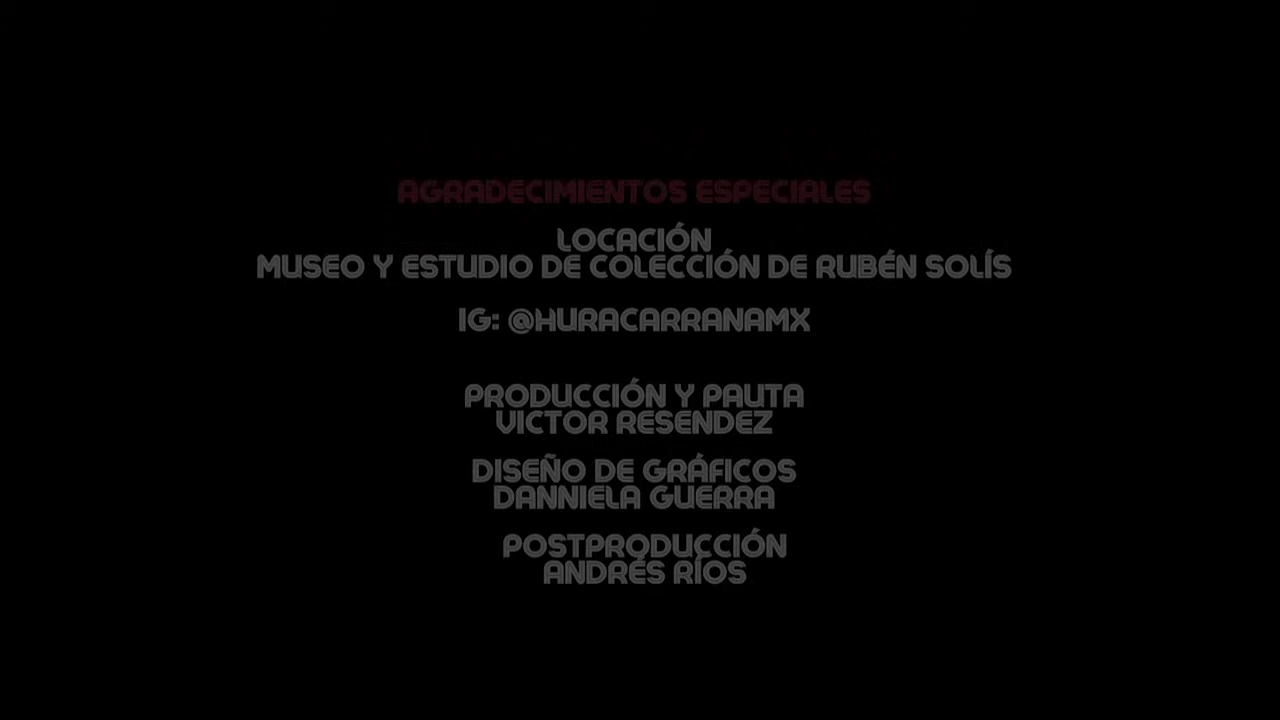 AGRADECIMIENTOS ESPECIALES
LOCACIÓN
MUSEO Y ESTUDIO DE COLECCIÓN DE RUBÉN SOLÍS
IG: @HURACARRANAMX
PRODUCCIÓN Y PAUTA
VICTOR RESENDEZ
DISEÑO DE GRÁFICOS
DANNIELA GUERRA
POSTPRODUCCIÓN
ANDRÉS RÍOS